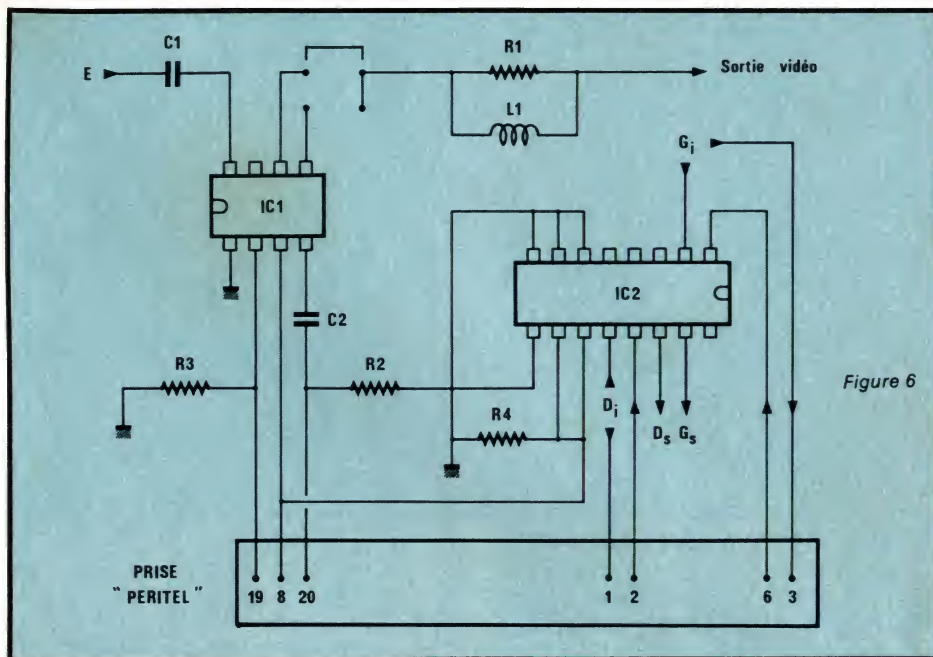 C1
E
R1
Sortie vidéo
L1
Gi
IC1
IC2
C2
R3
R2
Figure 6
R4
Di
Ds Gs
PRISE
" PERITEL "
19 8 20 1 2 6 3